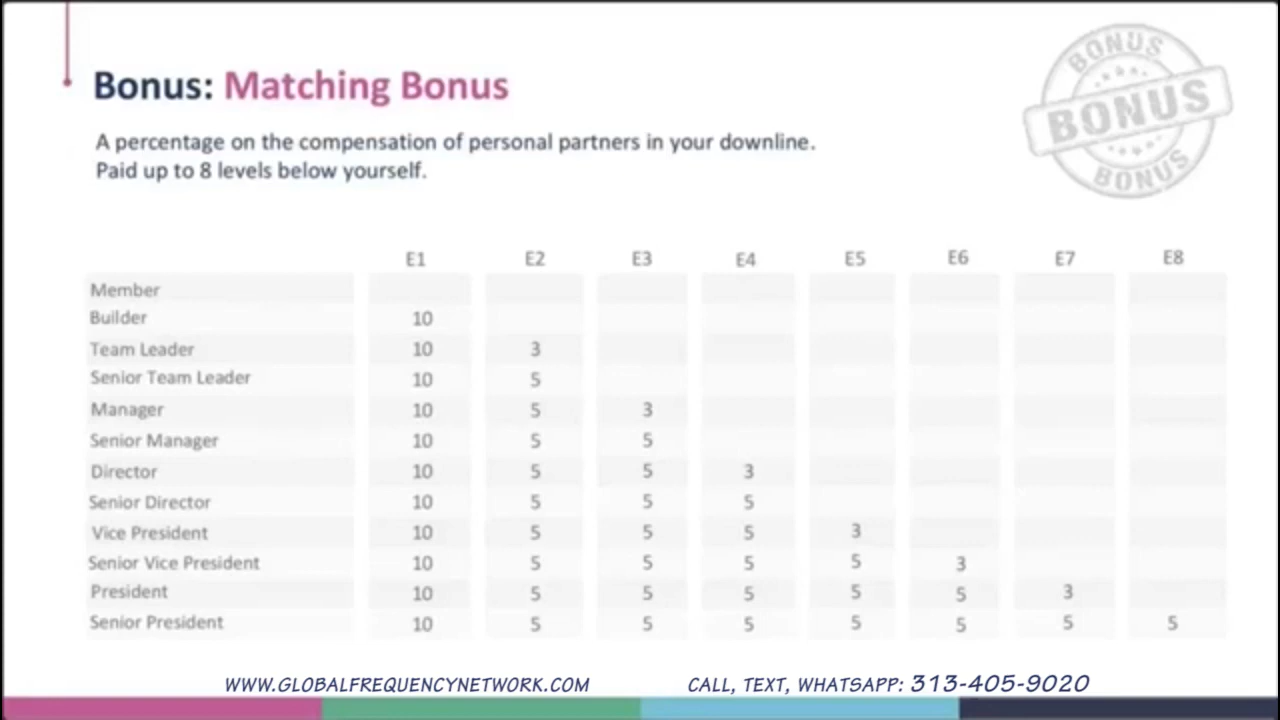 BONUS
BONUS
BONUS
Bonus: Matching Bonus
A percentage on the compensation of personal partners in your downline.
Paid up to 8 levels below yourself.
E1 E2 E3 E4 E5 E6 E7 E8
Member
Builder 10
Team Leader 10 3
Senior Team Leader 10 5
Manager 10 5 3
Senior Manager 10 5 5
Director 10 5 5 3
Senior Director 10 5 5 5
Vice President 10 5 5 5 3
Senior Vice President 10 5 5 5 5 3
President 10 5 5 5 5 5 3
Senior President 10 5 5 5 5 5 5 5
WWW.GLOBALFREQUENCYNETWORK.COM CALL, TEXT, WHATSAPP: 313-405-9020